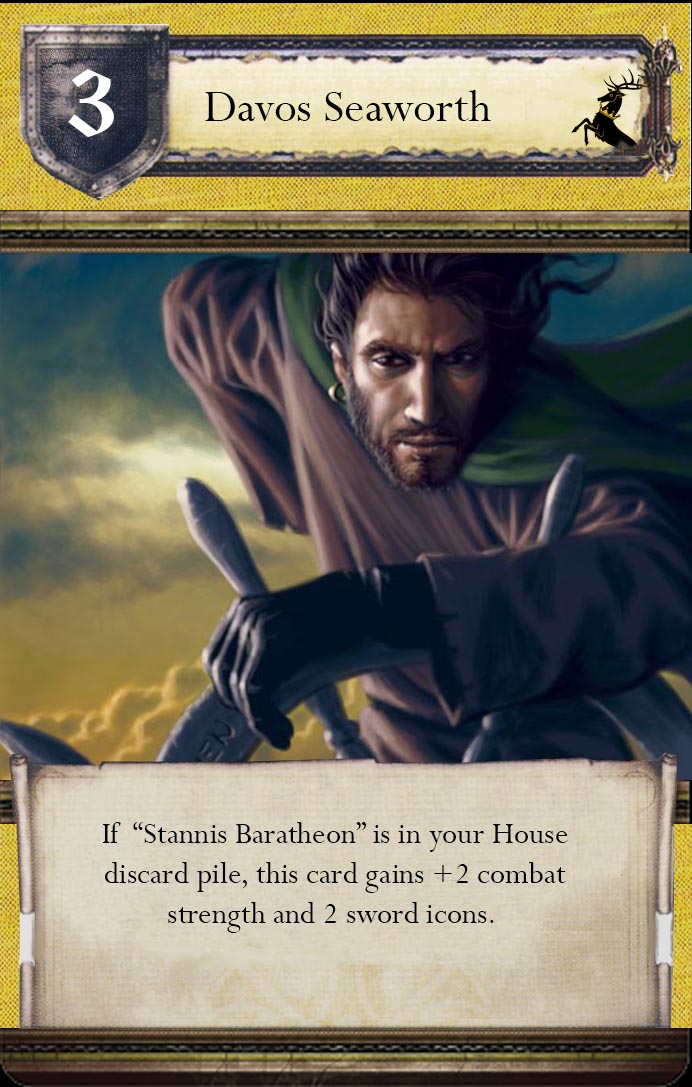 3
Davos Seaworth
If “Stannis Baratheon” is in your House
discard pile, this card gains +2 combat
strength and 2 sword icons.